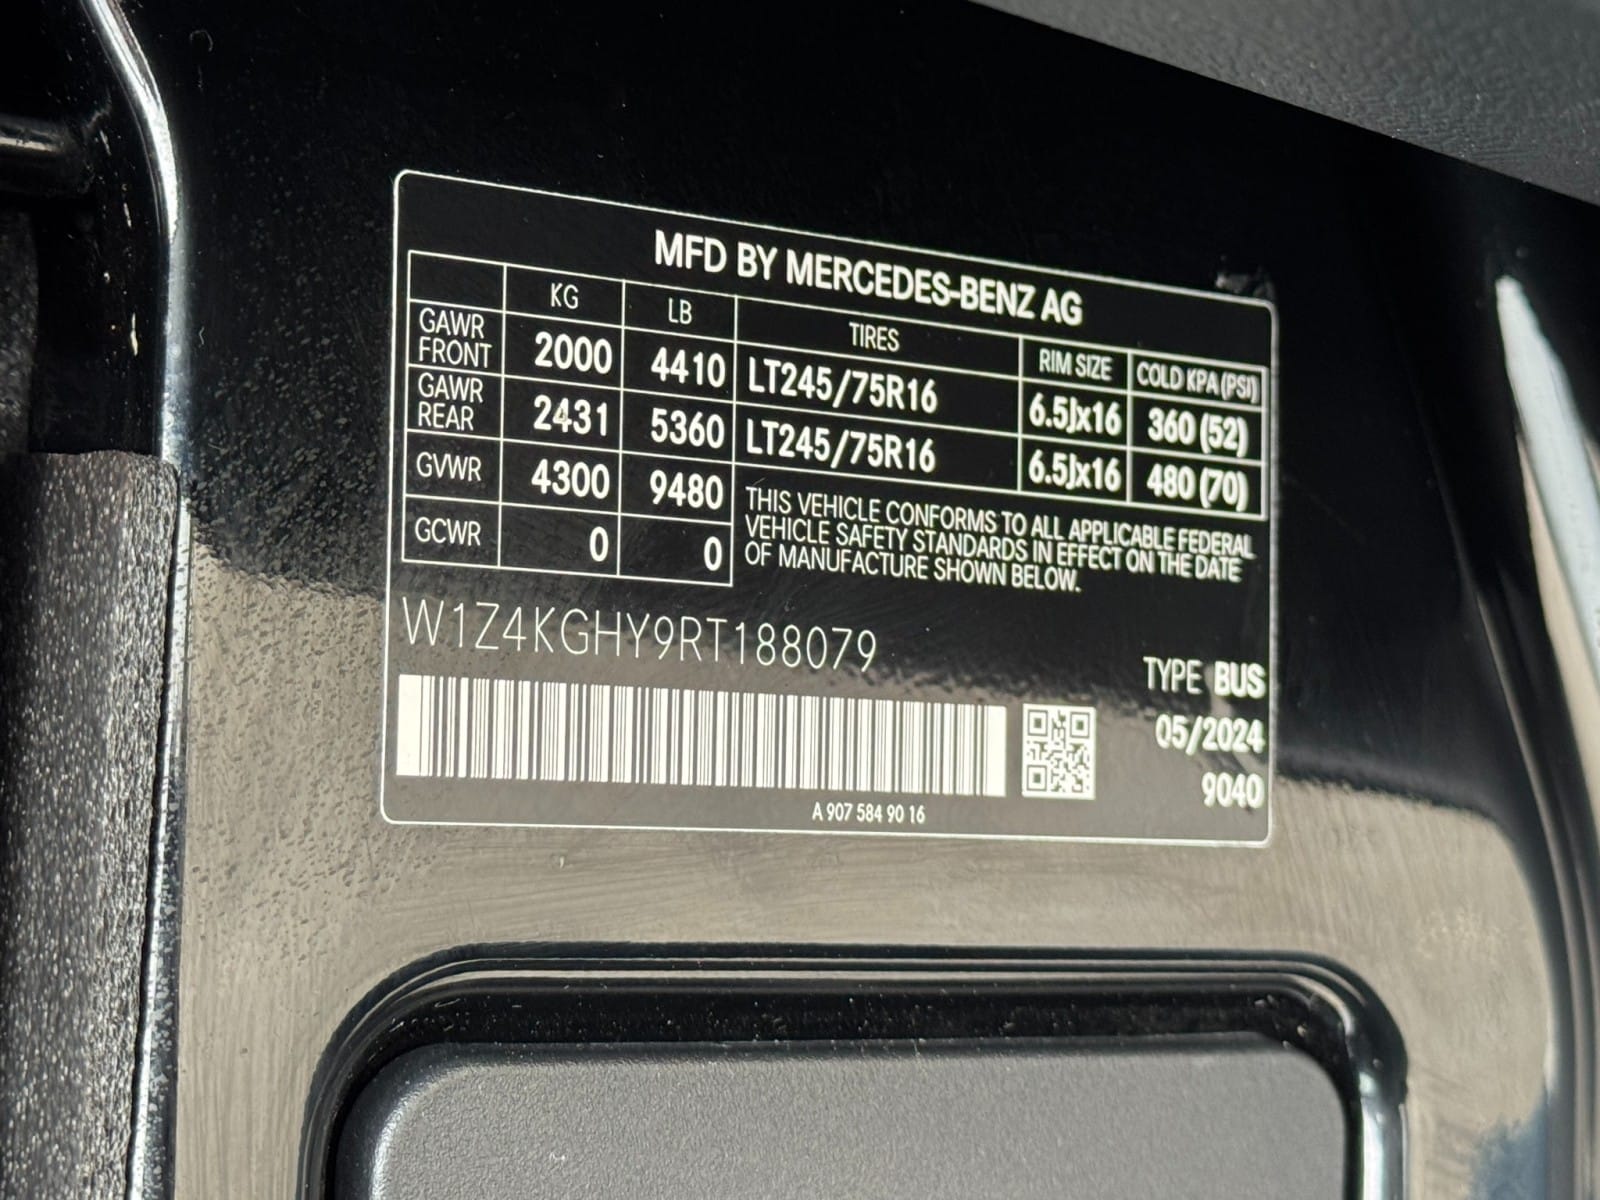 MFD BY MERCEDES-BENZ AG
KG LB TIRES RIM SIZE COLD KPA (PSI)
GAWR FRONT 2000 4410 LT245/75R16 6.5Jx16 360 (52)
GAWR REAR 2431 5360 LT245/75R16 6.5Jx16 480 (70)
GVWR 4300 9480
GCWR 0 0
THIS VEHICLE CONFORMS TO ALL APPLICABLE FEDERAL
VEHICLE SAFETY STANDARDS IN EFFECT ON THE DATE
OF MANUFACTURE SHOWN BELOW.
W1Z4KGHY9RT188079
TYPE BUS
05/2024
9040
A 907 584 90 16